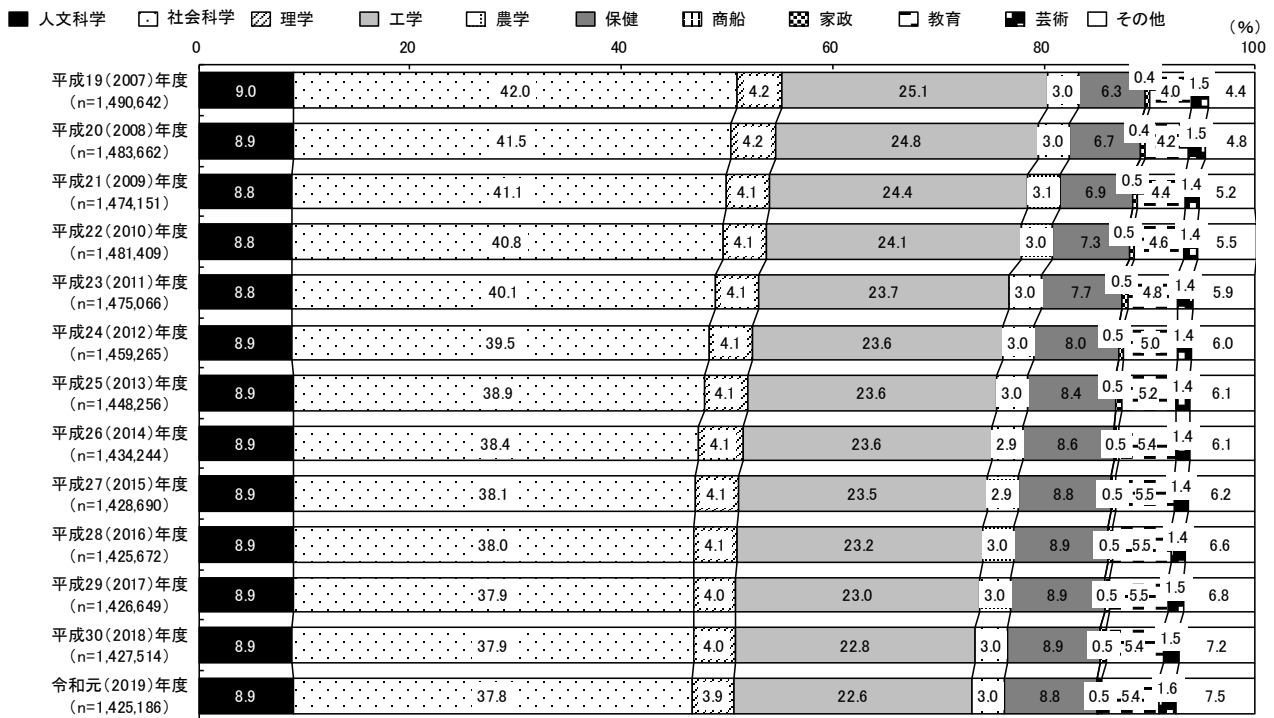 人文科学 社会科学 理学 工学 農学 保健 商船 家政 教育 芸術 その他
(%)
0 20 40 60 80 100
平成19(2007)年度
(n=1,490,642)
9.0 42.0 4.2 25.1 3.0 6.3 0.4 4.0 1.5 4.4
平成20(2008)年度
(n=1,483,662)
8.9 41.5 4.2 24.8 3.0 6.7 0.4 4.2 1.5 4.8
平成21(2009)年度
(n=1,474,151)
8.8 41.1 4.1 24.4 3.1 6.9 0.5 4.4 1.4 5.2
平成22(2010)年度
(n=1,481,409)
8.8 40.8 4.1 24.1 3.0 7.3 0.5 4.6 1.4 5.5
平成23(2011)年度
(n=1,475,066)
8.8 40.1 4.1 23.7 3.0 7.7 0.5 4.8 1.4 5.9
平成24(2012)年度
(n=1,459,265)
8.9 39.5 4.1 23.6 3.0 8.0 0.5 5.0 1.4 6.0
平成25(2013)年度
(n=1,448,256)
8.9 38.9 4.1 23.6 3.0 8.4 0.5 5.2 1.4 6.1
平成26(2014)年度
(n=1,434,244)
8.9 38.4 4.1 23.6 2.9 8.6 0.5 5.4 1.4 6.1
平成27(2015)年度
(n=1,428,690)
8.9 38.1 4.1 23.5 2.9 8.8 0.5 5.5 1.4 6.2
平成28(2016)年度
(n=1,425,672)
8.9 38.0 4.1 23.2 3.0 8.9 0.5 5.5 1.4 6.6
平成29(2017)年度
(n=1,426,649)
8.9 37.9 4.0 23.0 3.0 8.9 0.5 5.5 1.5 6.8
平成30(2018)年度
(n=1,427,514)
8.9 37.9 4.0 22.8 3.0 8.9 0.5 5.4 1.5 7.2
令和元(2019)年度
(n=1,425,186)
8.9 37.8 3.9 22.6 3.0 8.8 0.5 5.4 1.6 7.5